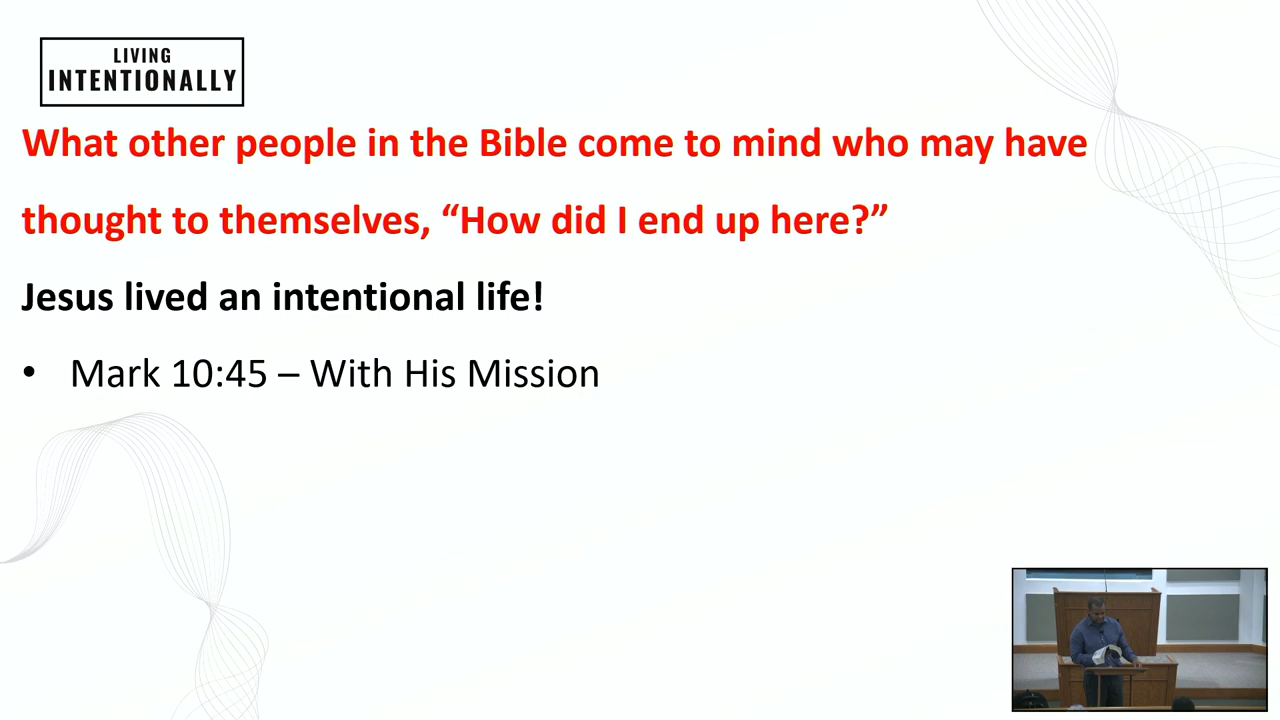 LIVING
INTENTIONALLY
What other people in the Bible come to mind who may have
thought to themselves, “How did I end up here?”
Jesus lived an intentional life!
• Mark 10:45 – With His Mission